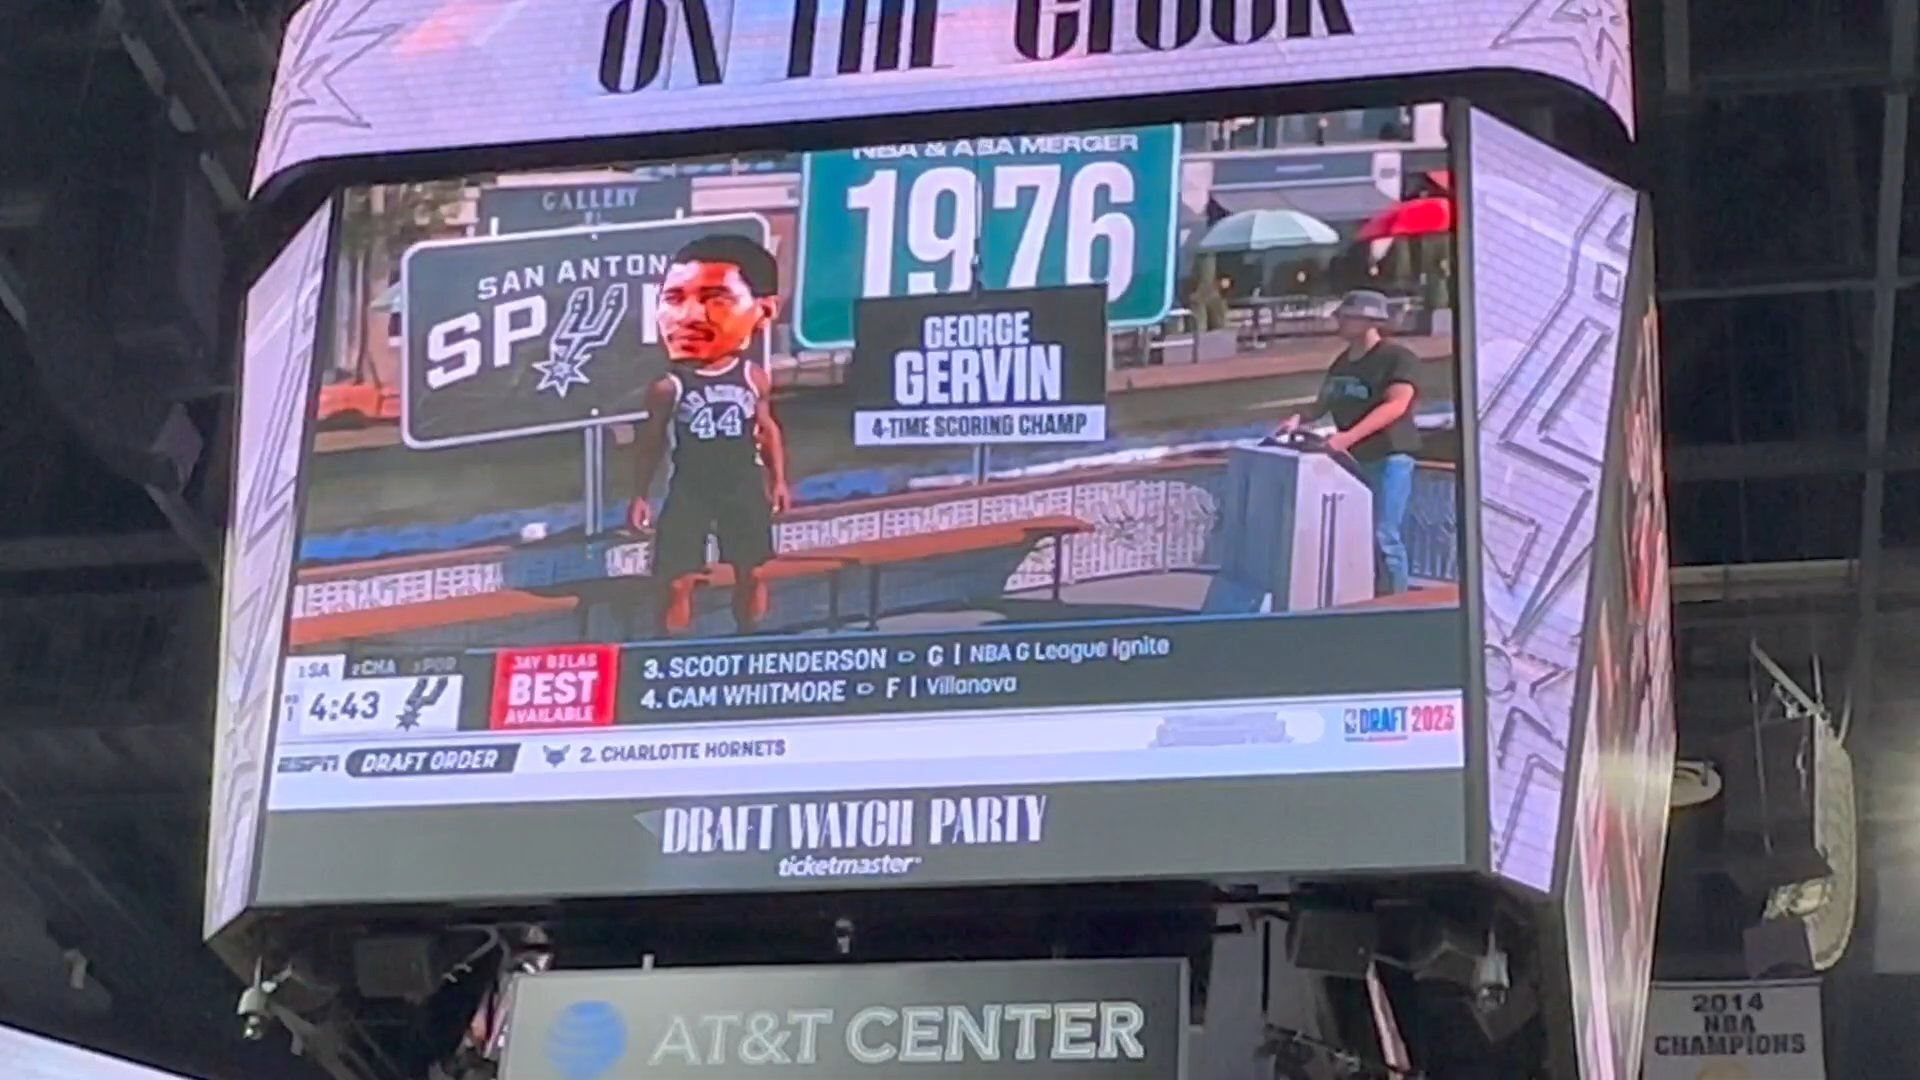 ON THE CLOCK
NBA & ABA MERGER
1976
GALLERY
SAN ANTON
SP
GEORGE
GERVIN
4-TIME SCORING CHAMP
44
1 SA 2 CHA 3 POR
4:43
JAY BILAS
BEST
AVAILABLE
3. SCOOT HENDERSON G | NBA G League Ignite
4. CAM WHITMORE F | Villanova
DRAFT 2023
ESPN DRAFT ORDER 2. CHARLOTTE HORNETS
DRAFT WATCH PARTY
ticketmaster
AT&T CENTER
2014
NBA
CHAMPIONS